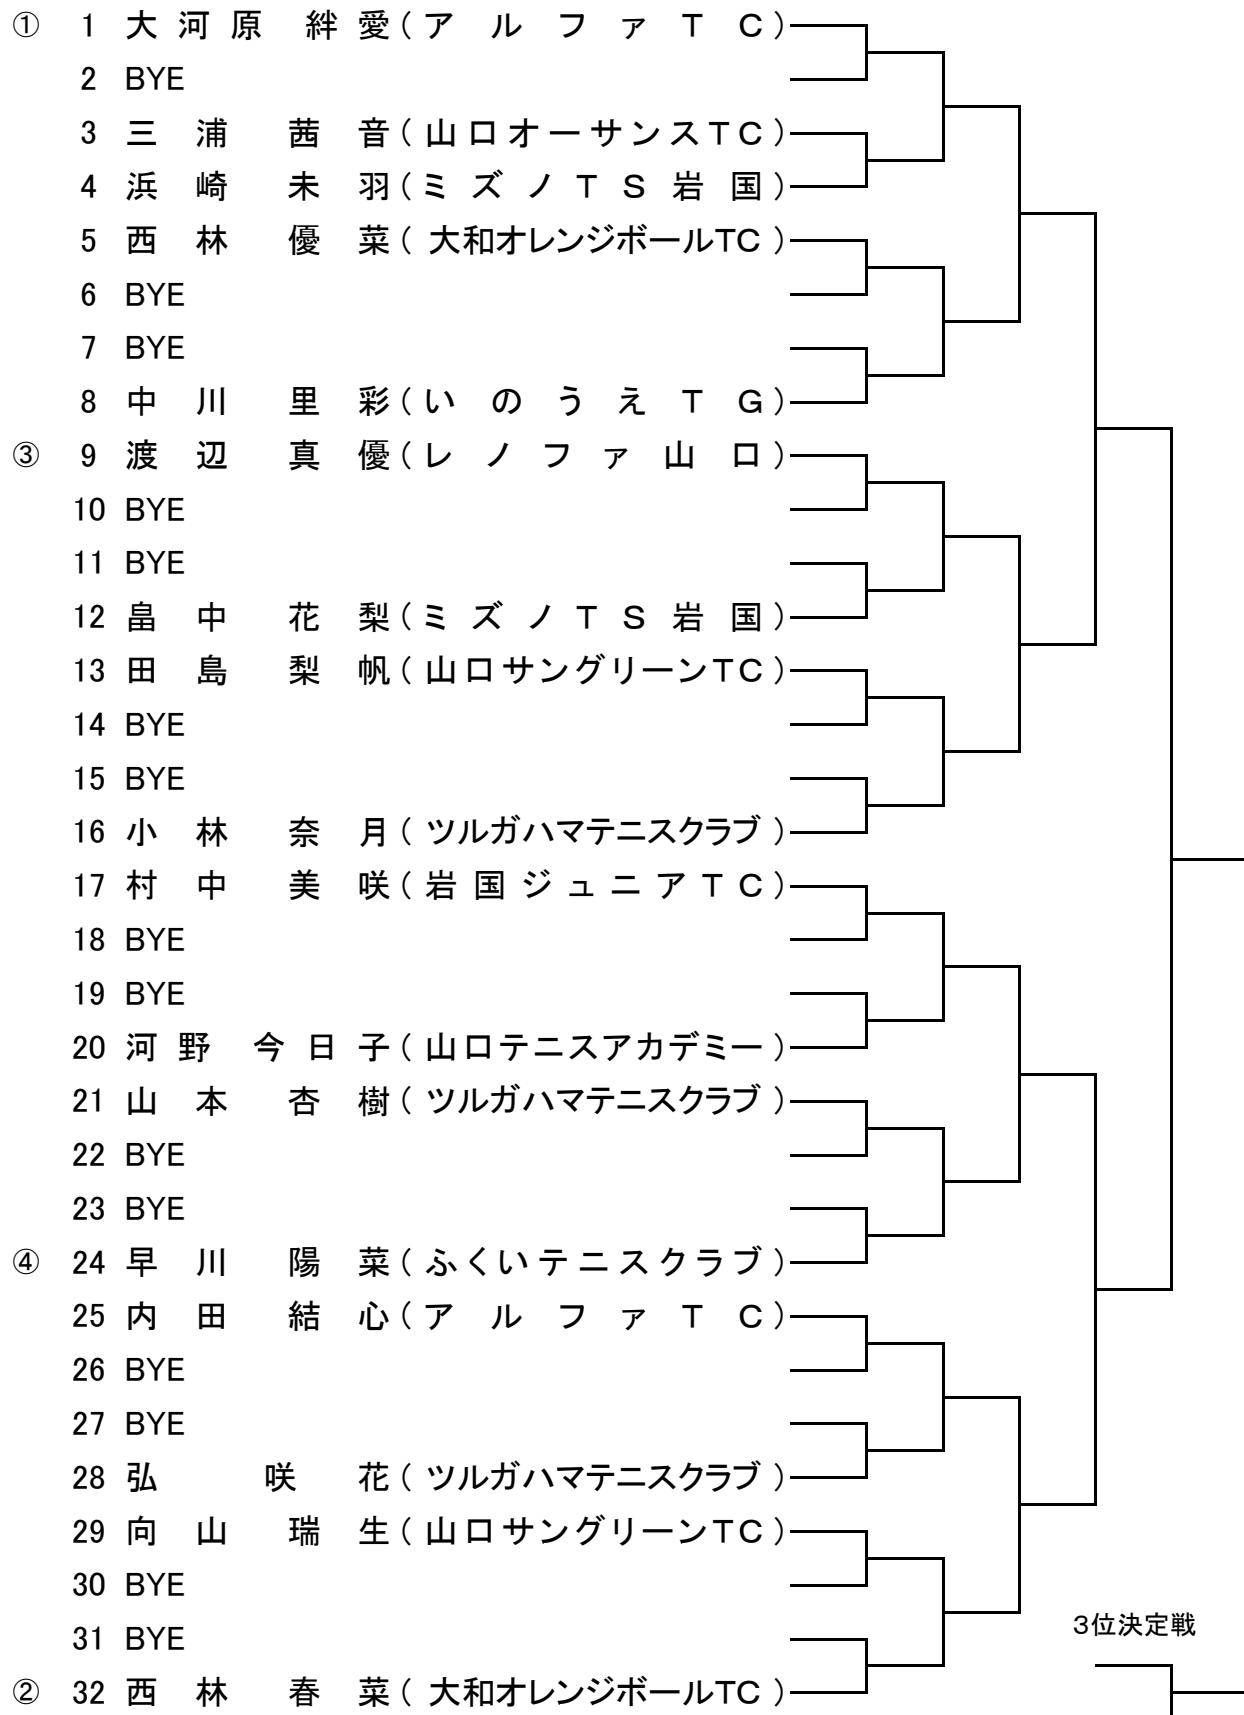 ① 1 大河原 絆愛(アルファTC)
2 BYE
3 三浦 茜音(山口オーサンスTC)
4 浜崎 未羽(ミズノTS岩国)
5 西林 優菜(大和オレンジボールTC)
6 BYE
7 BYE
8 中川 里彩(いのうえTG)
③ 9 渡辺 真優(レノファ山口)
10 BYE
11 BYE
12 畠中 花梨(ミズノTS岩国)
13 田島 梨帆(山口サングリーンTC)
14 BYE
15 BYE
16 小林 奈月(ツルガハマテニスクラブ)
17 村中 美咲(岩国ジュニアTC)
18 BYE
19 BYE
20 河野 今日子(山口テニスアカデミー)
21 山本 杏樹(ツルガハマテニスクラブ)
22 BYE
23 BYE
④ 24 早川 陽菜(ふくいテニスクラブ)
25 内田 結心(アルファTC)
26 BYE
27 BYE
28 弘 咲花(ツルガハマテニスクラブ)
29 向山 瑞生(山口サングリーンTC)
30 BYE
31 BYE
② 32 西林 春菜(大和オレンジボールTC)
3位決定戦